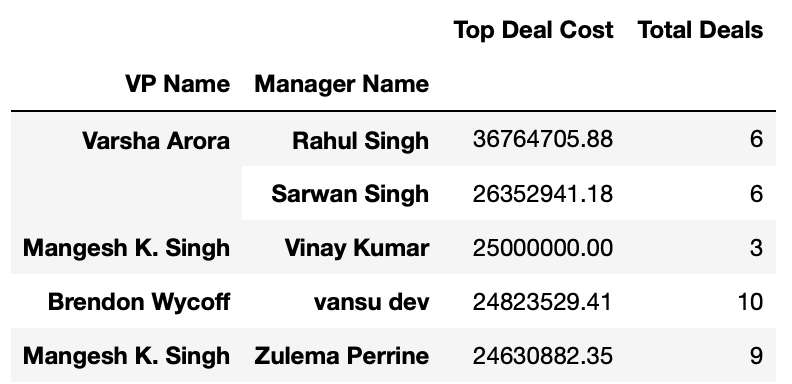 Top Deal Cost Total Deals
VP Name Manager Name
Varsha Arora Rahul Singh 36764705.88 6
Sarwan Singh 26352941.18 6
Mangesh K. Singh Vinay Kumar 25000000.00 3
Brendon Wycoff vansu dev 24823529.41 10
Mangesh K. Singh Zulema Perrine 24630882.35 9